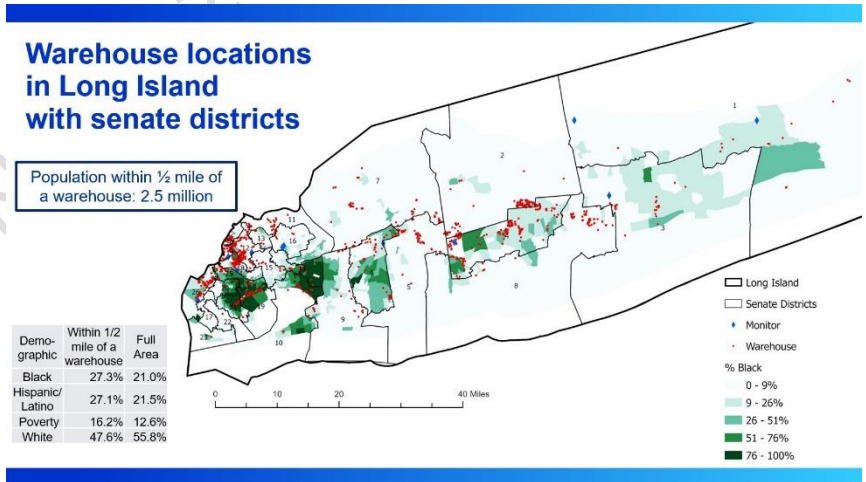 Warehouse locations
in Long Island
with senate districts
Population within ½ mile of
a warehouse: 2.5 million
1
2
7
11
16
13
15
3
5
8
9
10
17
22
19
Demo-
graphic
Within 1/2
mile of a
warehouse
Full
Area
Black 27.3% 21.0%
Hispanic/
Latino 27.1% 21.5%
Poverty 16.2% 12.6%
White 47.6% 55.8%
0 10 20 40 Miles
Long Island
Senate Districts
Monitor
Warehouse
% Black
0 - 9%
9 - 26%
26 - 51%
51 - 76%
76 - 100%